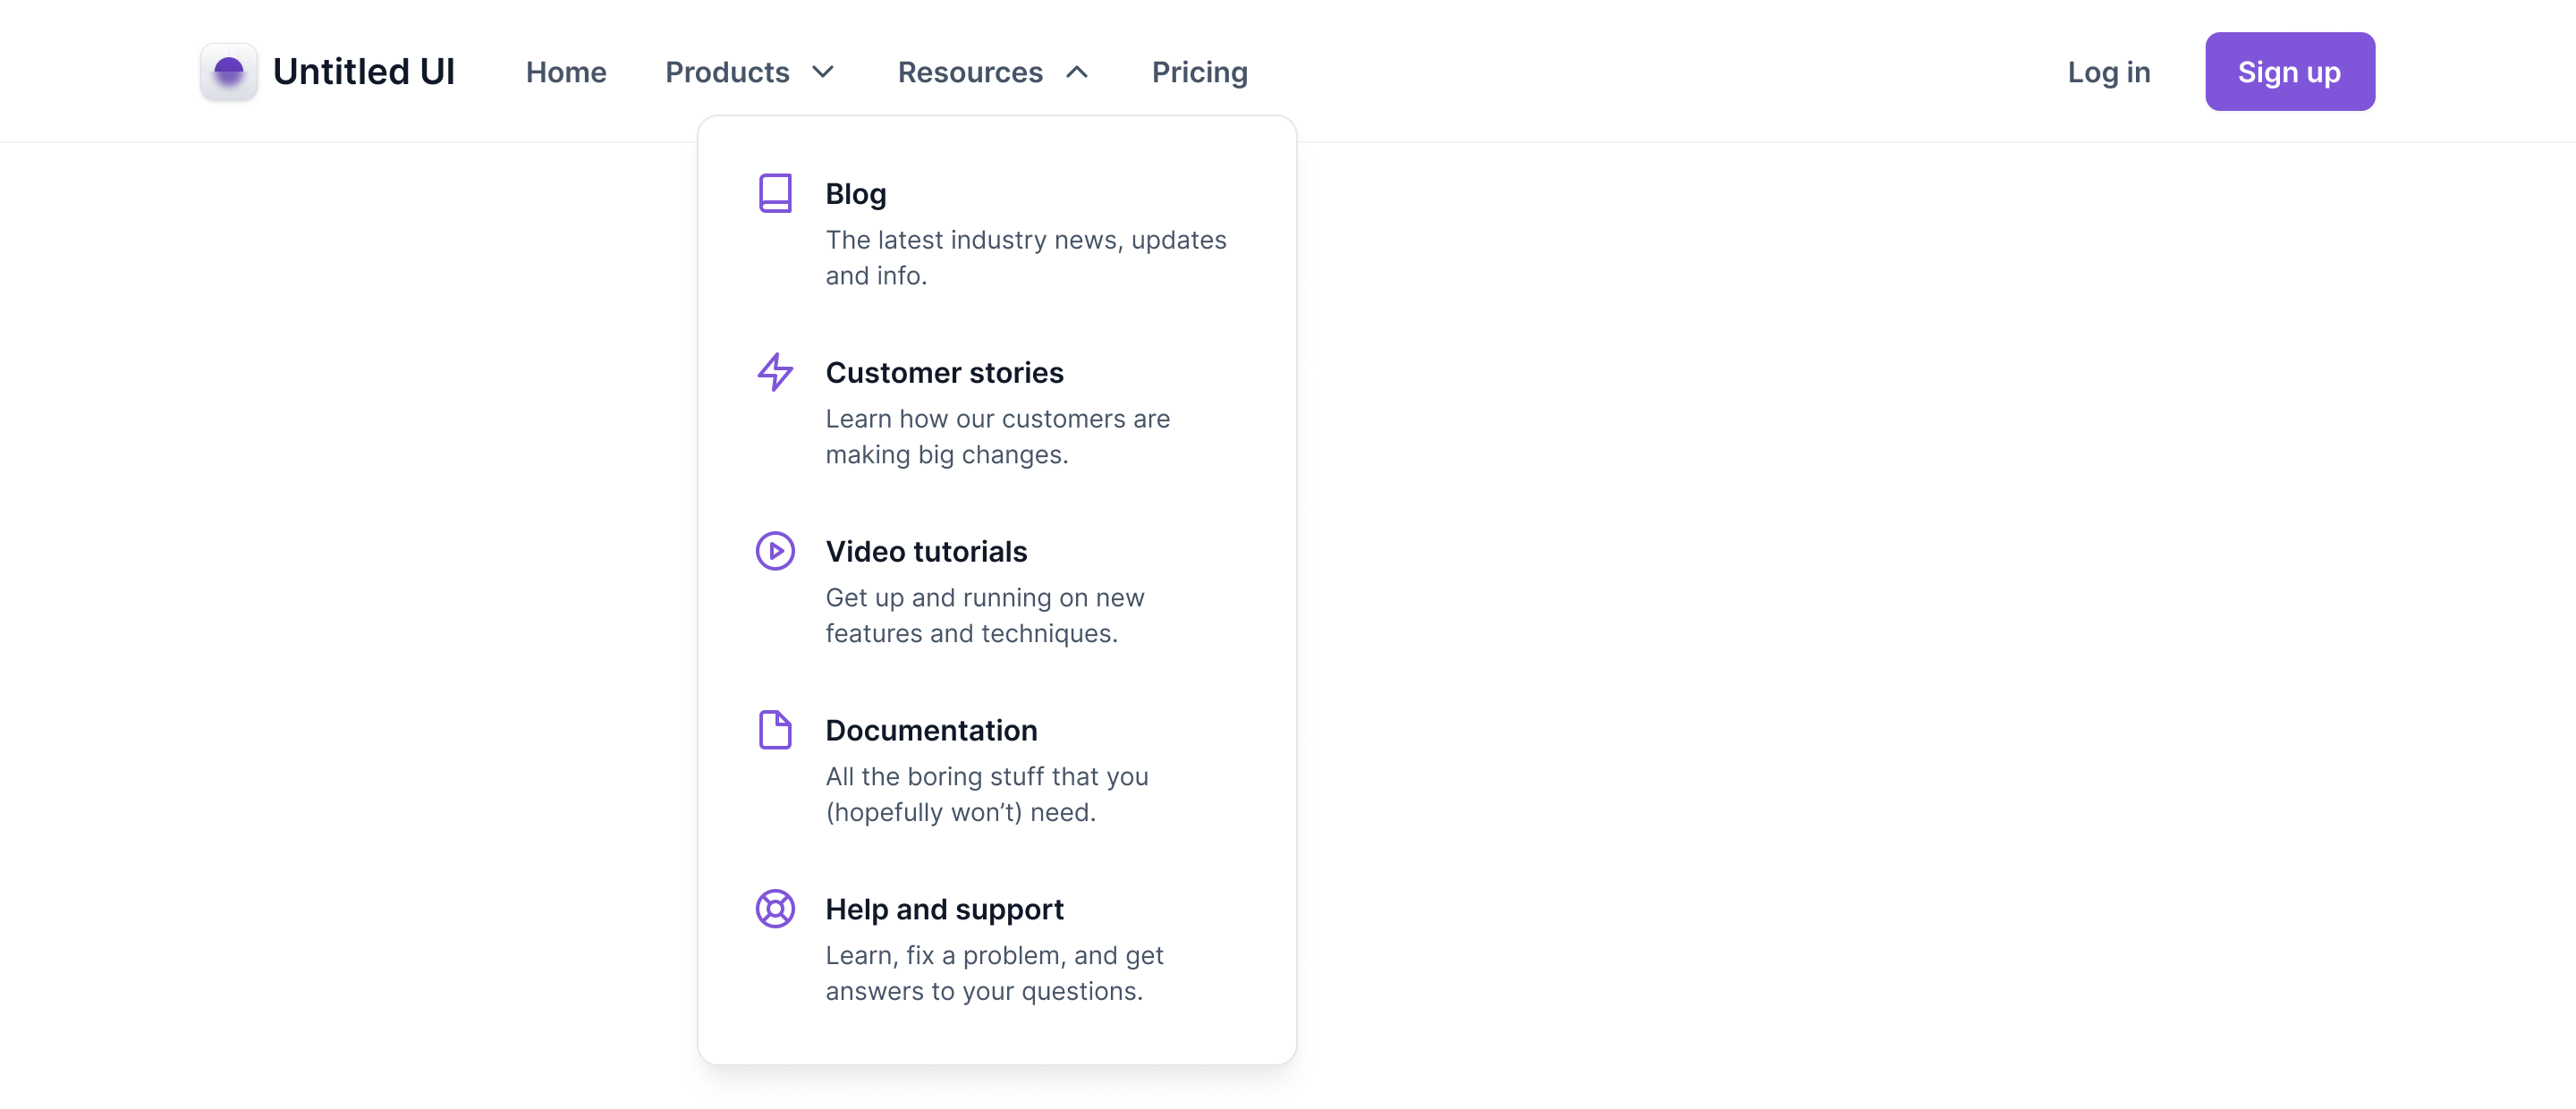 Untitled UI Home Products Resources Pricing Log in Sign up
Blog
The latest industry news, updates
and info.
Customer stories
Learn how our customers are
making big changes.
Video tutorials
Get up and running on new
features and techniques.
Documentation
All the boring stuff that you
(hopefully won’t) need.
Help and support
Learn, fix a problem, and get
answers to your questions.